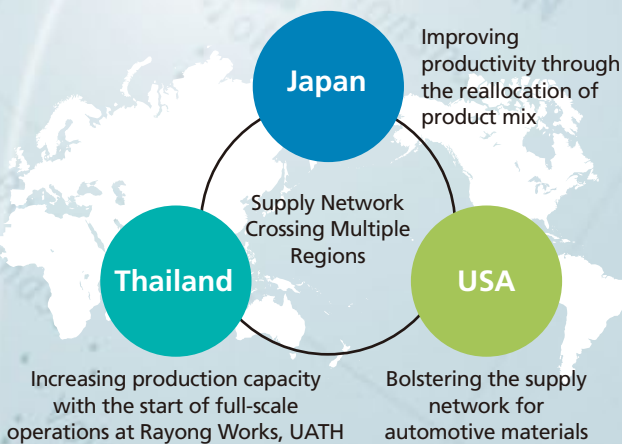 Japan
Improving
productivity through
the reallocation of
product mix
Supply Network
Crossing Multiple
Regions
Thailand
USA
Increasing production capacity
with the start of full-scale
operations at Rayong Works, UATH
Bolstering the supply
network for
automotive materials